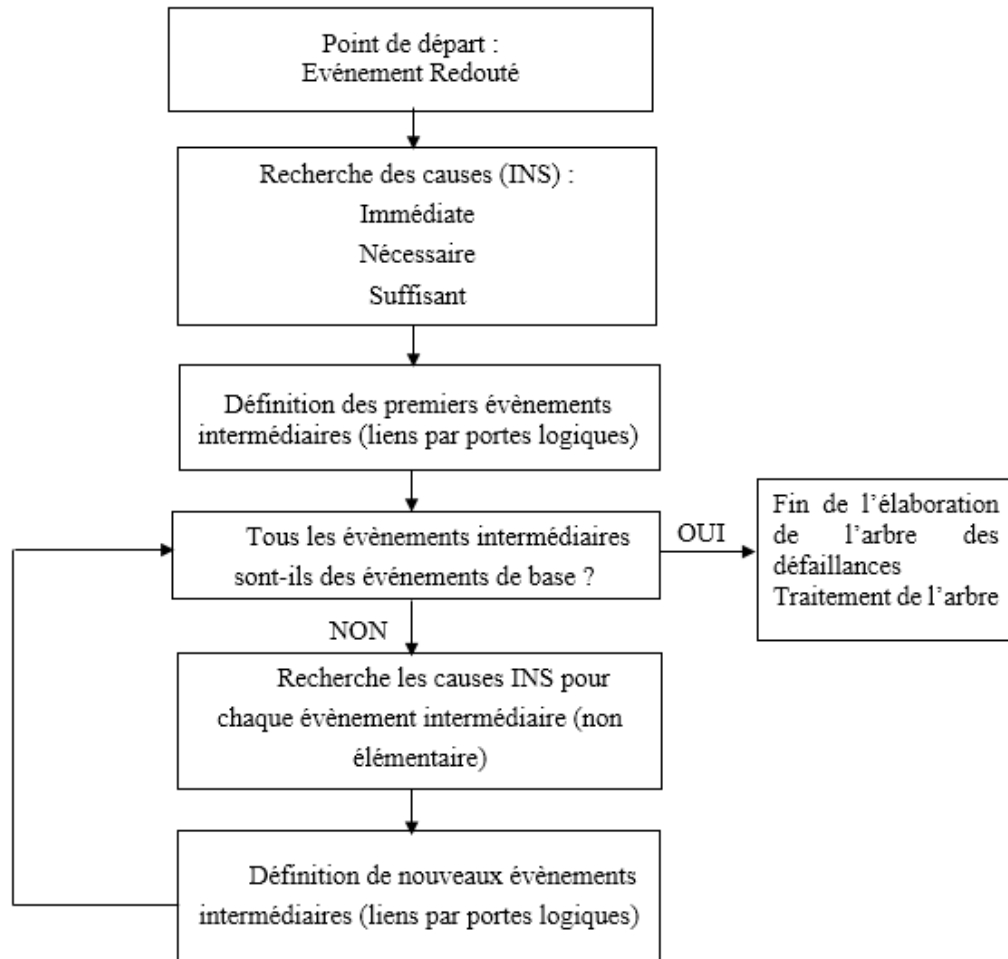 Point de départ :
Evénement Redouté
Recherche des causes (INS) :
Immédiate
Nécessaire
Suffisant
Définition des premiers évènements
intermédiaires (liens par portes logiques)
Tous les évènements intermédiaires
sont-ils des événements de base ?
OUI
Fin de l’élaboration
de l’arbre des
défaillances
Traitement de l’arbre
NON
Recherche les causes INS pour
chaque évènement intermédiaire (non
élémentaire)
Définition de nouveaux évènements
intermédiaires (liens par portes logiques)